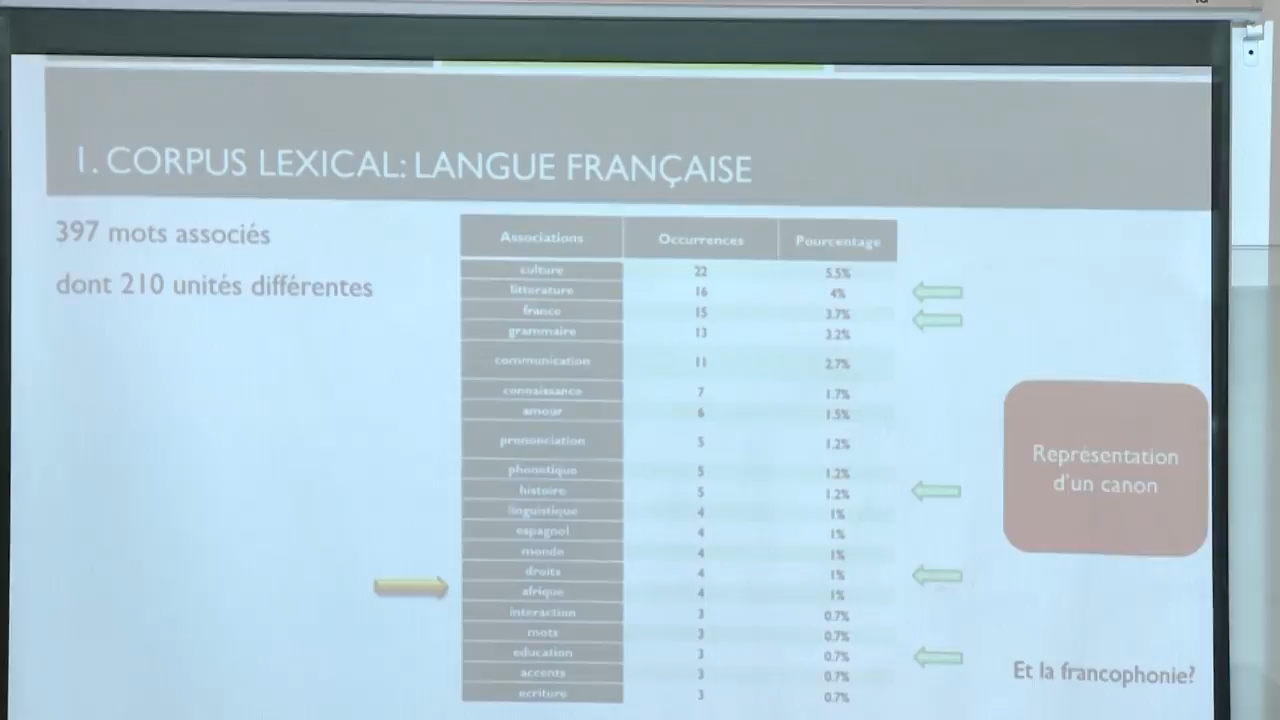 1. CORPUS LEXICAL: LANGUE FRANÇAISE
397 mots associés
dont 210 unités différentes
Associations Occurrences Pourcentage
culture 22 5.5%
litterature 16 4%
france 15 3.7%
grammaire 13 3.2%
communication 11 2.7%
connaissance 7 1.7%
amour 6 1.5%
prononciation 5 1.2%
phonetique 5 1.2%
histoire 5 1.2%
linguistique 4 1%
espagnol 4 1%
monde 4 1%
droits 4 1%
afrique 4 1%
interaction 3 0.7%
mots 3 0.7%
education 3 0.7%
accents 3 0.7%
ecriture 3 0.7%
Représentation
d'un canon
Et la francophonie?